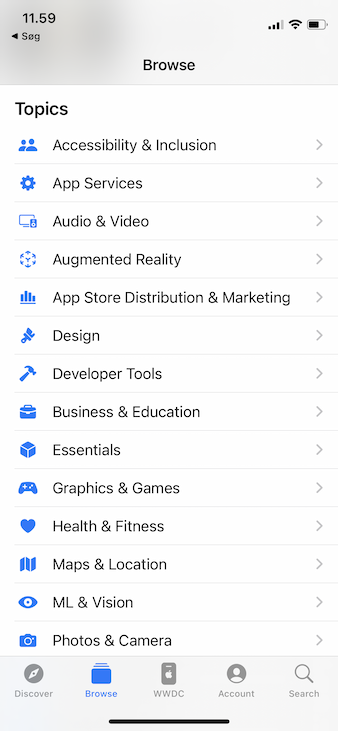 11.59
◀ Søg
Browse
Topics
Accessibility & Inclusion
App Services
Audio & Video
Augmented Reality
App Store Distribution & Marketing
Design
Developer Tools
Business & Education
Essentials
Graphics & Games
Health & Fitness
Maps & Location
ML & Vision
Photos & Camera
Discover Browse WWDC Account Search